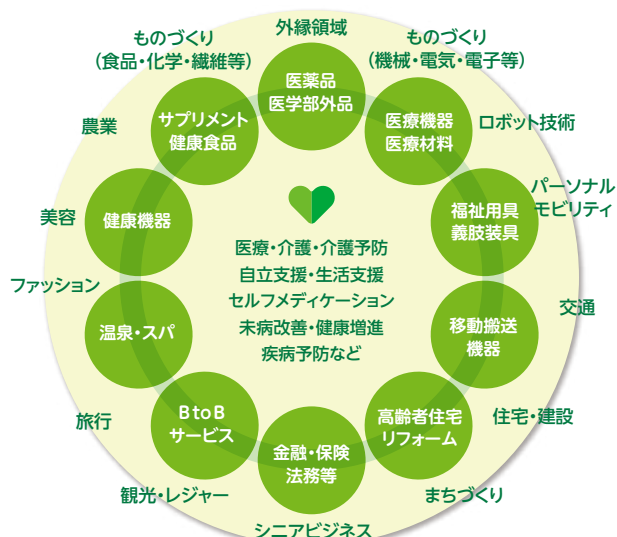 外縁領域
ものづくり
（食品・化学・繊維等）
ものづくり
（機械・電気・電子等）
医薬品
医学部外品
サプリメント
健康食品
医療機器
医療材料
農業
ロボット技術
パーソナル
モビリティ
美容
健康機器
福祉用具
義肢装具
医療・介護・介護予防
自立支援・生活支援
セルフメディケーション
未病改善・健康増進
疾病予防など
ファッション
交通
温泉・スパ
移動搬送
機器
旅行
BtoB
サービス
高齢者住宅
リフォーム
住宅・建設
金融・保険
法務等
観光・レジャー
まちづくり
シニアビジネス